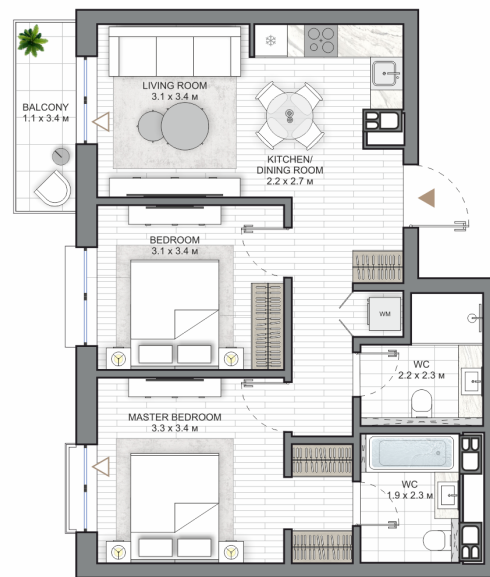 LIVING ROOM
3.1 x 3.4 м
BALCONY
1.1 x 3.4 м
KITCHEN/
DINING ROOM
2.2 x 2.7 м
BEDROOM
3.1 x 3.4 м
WM
WC
2.2 x 2.3 м
MASTER BEDROOM
3.3 x 3.4 м
WC
1.9 x 2.3 м